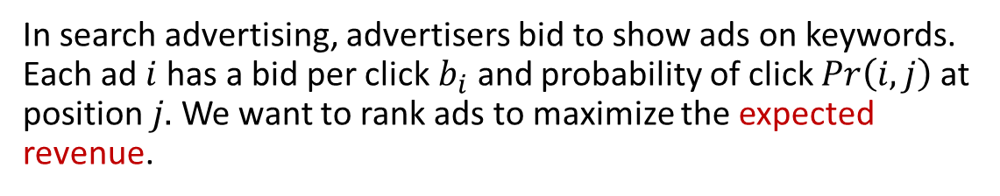 In search advertising, advertisers bid to show ads on keywords.
Each ad i has a bid per click b_i and probability of click Pr(i, j) at
position j. We want to rank ads to maximize the expected
revenue.